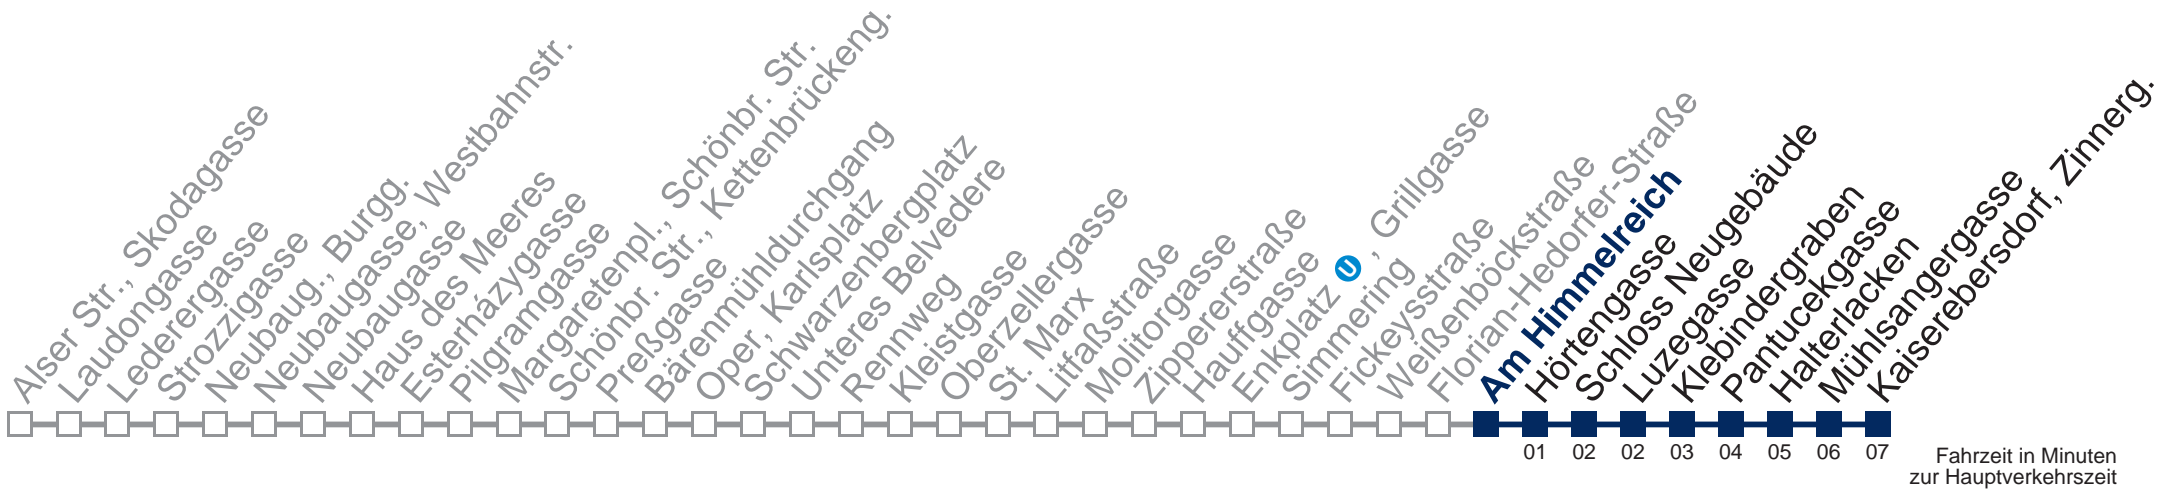 Alser Str., Skodagasse
Laudongasse
Lederergasse
Strozzigasse
Neubaug., Burgg.
Neubaugasse, Westbahnstr.
Neubaugasse
Haus des Meeres
Esterházygasse
Pilgramgasse
Margaretenpl., Schönbr. Str.
Schönbr. Str., Kettenbrückeng.
Preßgasse
Bärenmühldurchgang
Oper, Karlsplatz
Schwarzenbergplatz
Unteres Belvedere
Rennweg
Kleistgasse
Oberzellergasse
St. Marx
Litfaßstraße
Molitorgasse
Zippererstraße
Hauffgasse
Enkplatz U, Grillgasse
Simmering
Fickeysstraße
Weißenböckstraße
Florian-Hedorfer-Straße
Am Himmelreich
Hörtengasse
Schloss Neugebäude
Luzegasse
Klebindergraben
Pantucekgasse
Halterlacken
Mühlsangergasse
Kaiserebersdorf, Zinnerg.
01 02 02 03 04 05 06 07
Fahrzeit in Minuten
zur Hauptverkehrszeit